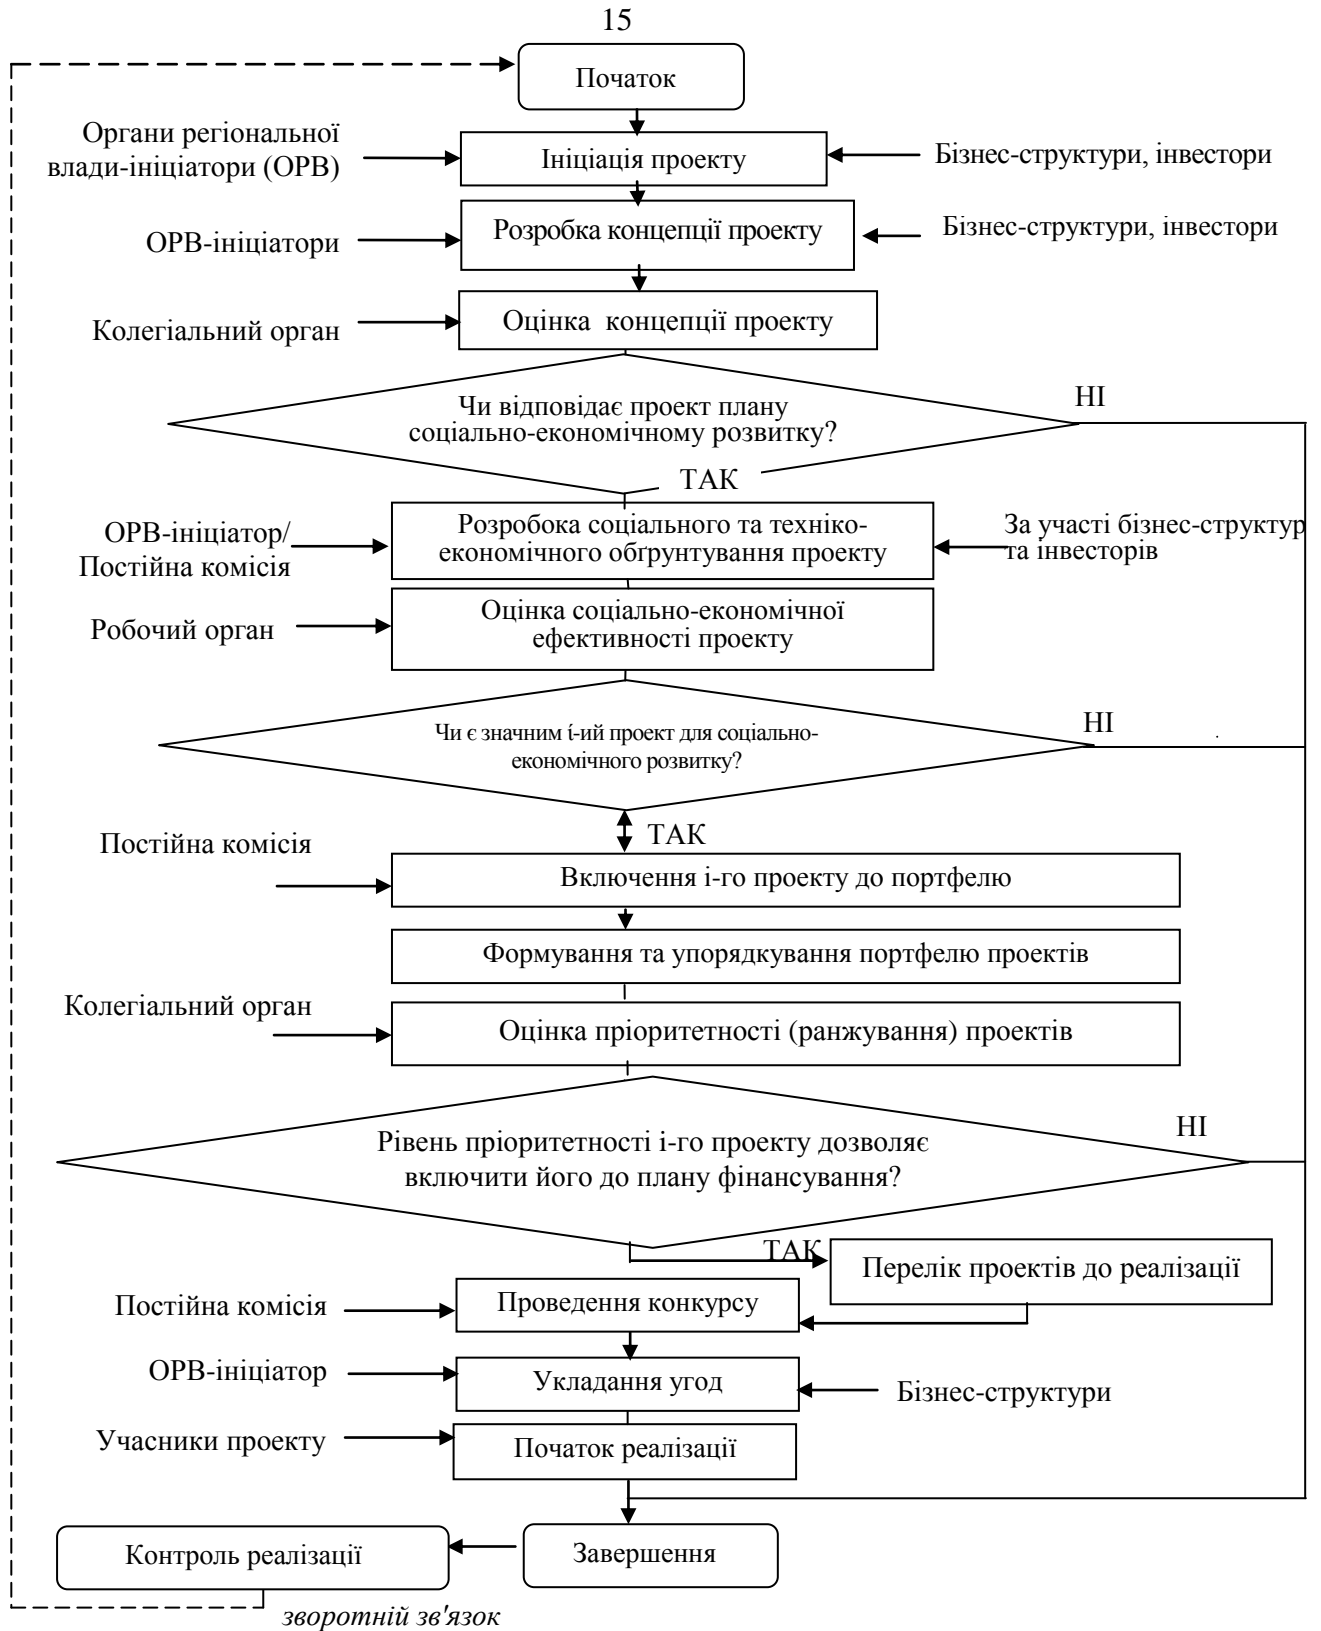 15
Початок
Органи регіональної
влади-ініціатори (ОРВ)
Ініціація проекту
Бізнес-структури, інвестори
ОРВ-ініціатори
Розробка концепції проекту
Бізнес-структури, інвестори
Колегіальний орган
Оцінка концепції проекту
Чи відповідає проект плану
соціально-економічному розвитку?
НІ
ТАК
ОРВ-ініціатор/
Постійна комісія
Розробока соціального та техніко-
економічного обґрунтування проекту
За участі бізнес-структур
та інвесторів
Робочий орган
Оцінка соціально-економічної
ефективності проекту
Чи є значним ί-ий проект для соціально-
економічного розвитку?
НІ
ТАК
Постійна комісія
Включення і-го проекту до портфелю
Формування та упорядкування портфелю проектів
Колегіальний орган
Оцінка пріоритетності (ранжування) проектів
Рівень пріоритетності і-го проекту дозволяє
включити його до плану фінансування?
НІ
ТАК
Перелік проектів до реалізації
Постійна комісія
Проведення конкурсу
ОРВ-ініціатор
Укладання угод
Бізнес-структури
Учасники проекту
Початок реалізації
Контроль реалізації
Завершення
зворотній зв'язок